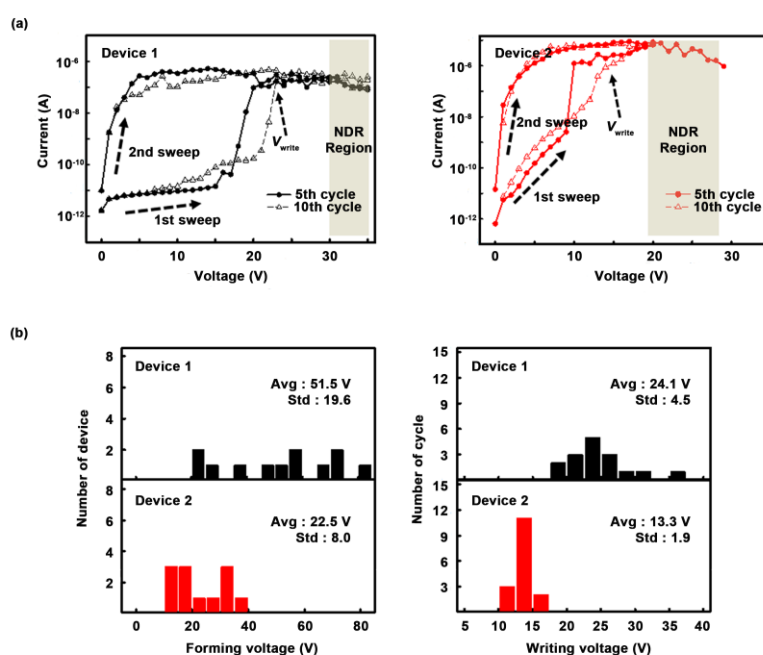 (a)
Device 1
10^-6
10^-8
10^-10
10^-12
Current (A)
2nd sweep
1st sweep
V_write
NDR
Region
5th cycle
10th cycle
0 10 20 30
Voltage (V)
Device 2
10^-6
10^-8
10^-10
10^-12
Current (A)
2nd sweep
1st sweep
V_write
NDR
Region
5th cycle
10th cycle
0 10 20 30
Voltage (V)
(b)
Number of device
8
6
4
2
Device 1
Avg : 51.5 V
Std : 19.6
8
6
4
2
Device 2
Avg : 22.5 V
Std : 8.0
0 20 40 60 80
Forming voltage (V)
Number of cycle
15
12
9
6
3
Device 1
Avg : 24.1 V
Std : 4.5
15
12
9
6
3
Device 2
Avg : 13.3 V
Std : 1.9
5 10 15 20 25 30 35 40
Writing voltage (V)